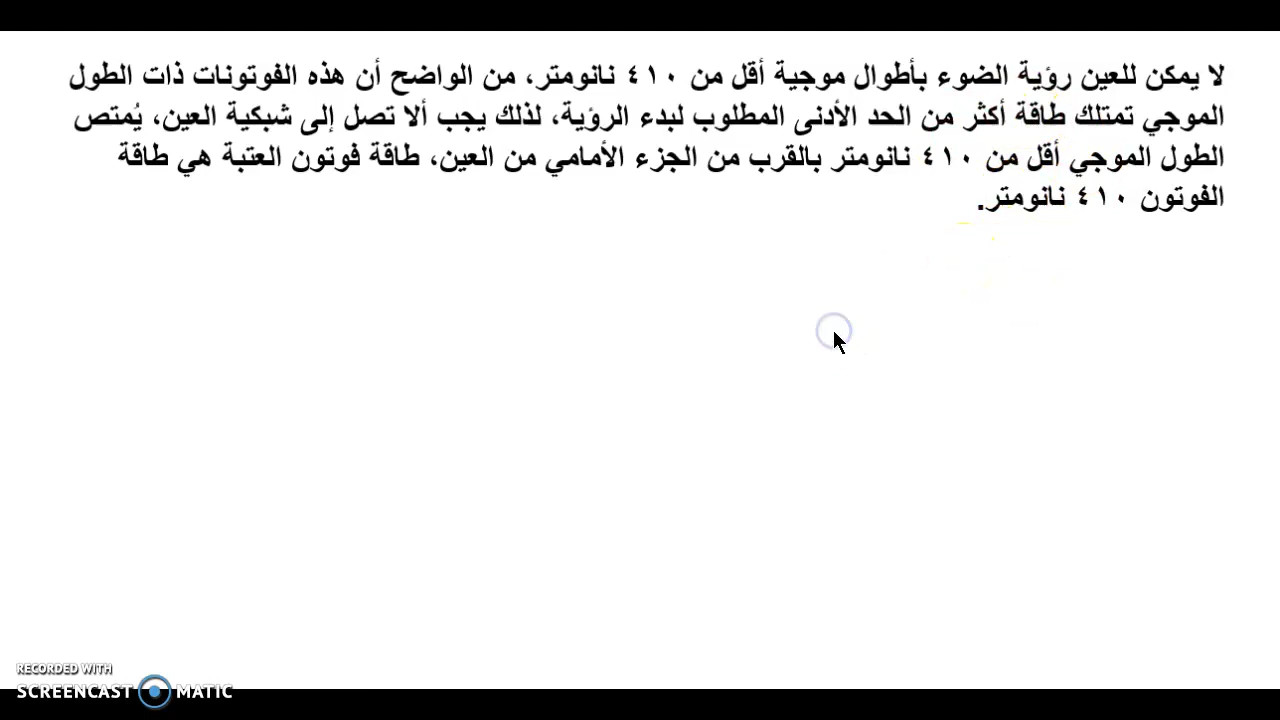 لا يمكن للعين رؤية الضوء بأطوال موجية أقل من ٤١٠ نانومتر، من الواضح أن هذه الفوتونات ذات الطول
الموجي تمتلك طاقة أكثر من الحد الأدنى المطلوب لبدء الرؤية، لذلك يجب ألا تصل إلى شبكية العين، يُمتص
الطول الموجي أقل من ٤١٠ نانومتر بالقرب من الجزء الأمامي من العين، طاقة فوتون العتبة هي طاقة
الفوتون ٤١٠ نانومتر.
RECORDED WITH
SCREENCAST MATIC